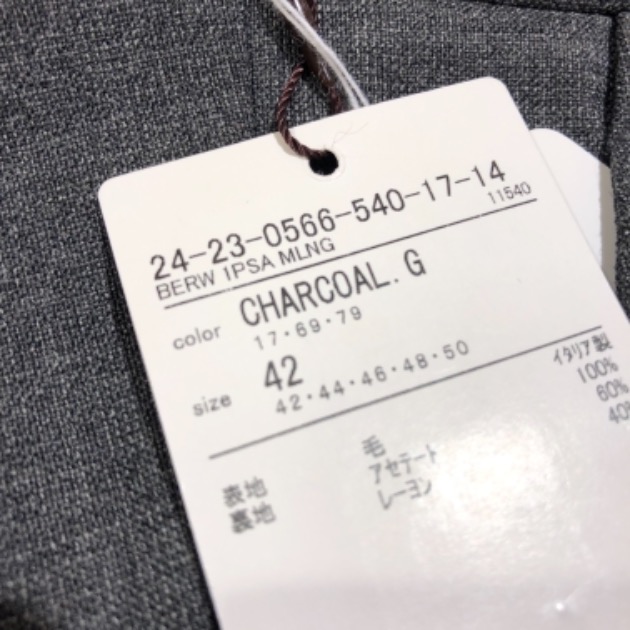 24-23-0566-540-17-14
BERW 1PSA MLNG 11540
color CHARCOAL. G
17・69・79
size 42
42・44・46・48・50
イタリア製
表地 毛 100%
裏地 アセテート 60%
レーヨン